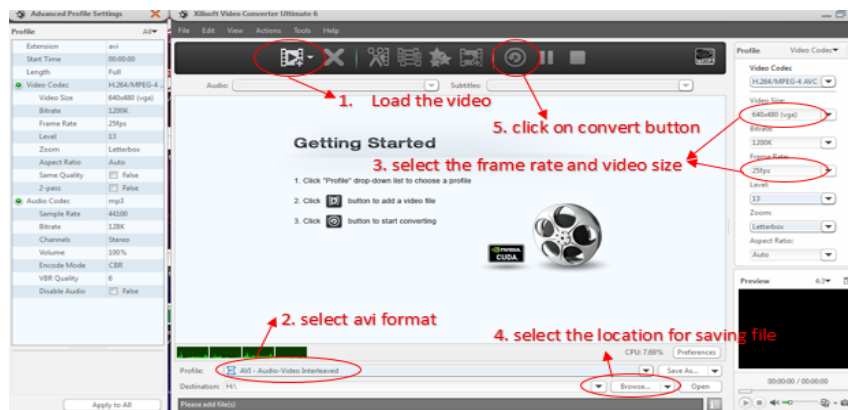 Advanced Profile Settings
Profile
All
Extension avi
Start Time 00:00:00
Length Full
Video Codec H.264/MPEG-4 ...
Video Size 640x480 (vga)
Bitrate 1200K
Frame Rate 25fps
Level 13
Zoom Letterbox
Aspect Ratio Auto
Same Quality False
2-pass False
Audio Codec mp3
Sample Rate 44100
Bitrate 128K
Channels Stereo
Volume 100%
Encode Mode CBR
VBR Quality 6
Disable Audio False
Apply to All
Xilisoft Video Converter Ultimate 6
File Edit View Actions Tools Help
Audio:
Subtitles:
1. Load the video
5. click on convert button
Getting Started
3. select the frame rate and video size
1. Click "Profile" drop-down list to choose a profile
2. Click button to add a video file
3. Click button to start converting
NVIDIA
CUDA
2. select avi format
4. select the location for saving file
CPU: 7.69% Preferences
Profile: AVI - Audio-Video Interleaved Save As...
Destination: H:\ Browse... Open
Please add file(s)
Profile Video Codec
Video Codec
H.264/MPEG-4 AVC
Video Size:
640x480 (vga)
Bitrate:
1200K
Frame Rate:
25fps
Level:
13
Zoom:
Letterbox
Aspect Ratio:
Auto
Preview 4:3
00:00:00 / 00:00:00